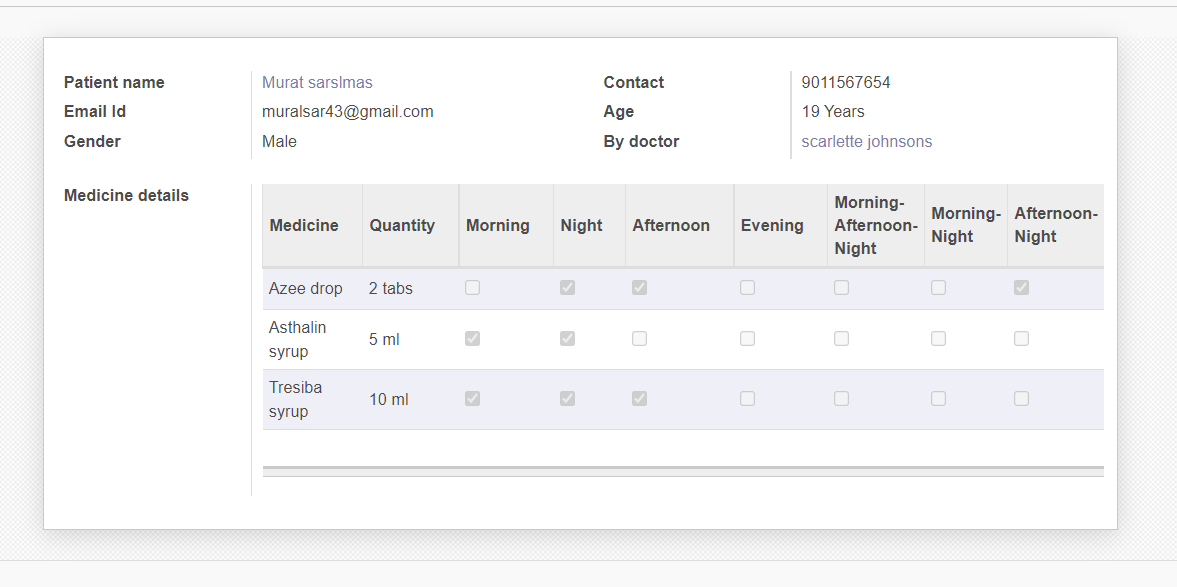 Patient name Murat sarslmas Contact 9011567654
Email Id muralsar43@gmail.com Age 19 Years
Gender Male By doctor scarlette johnsons
Medicine details
Medicine Quantity Morning Night Afternoon Evening Morning-Afternoon-Night Morning-Night Afternoon-Night
Azee drop 2 tabs
Asthalin syrup 5 ml
Tresiba syrup 10 ml